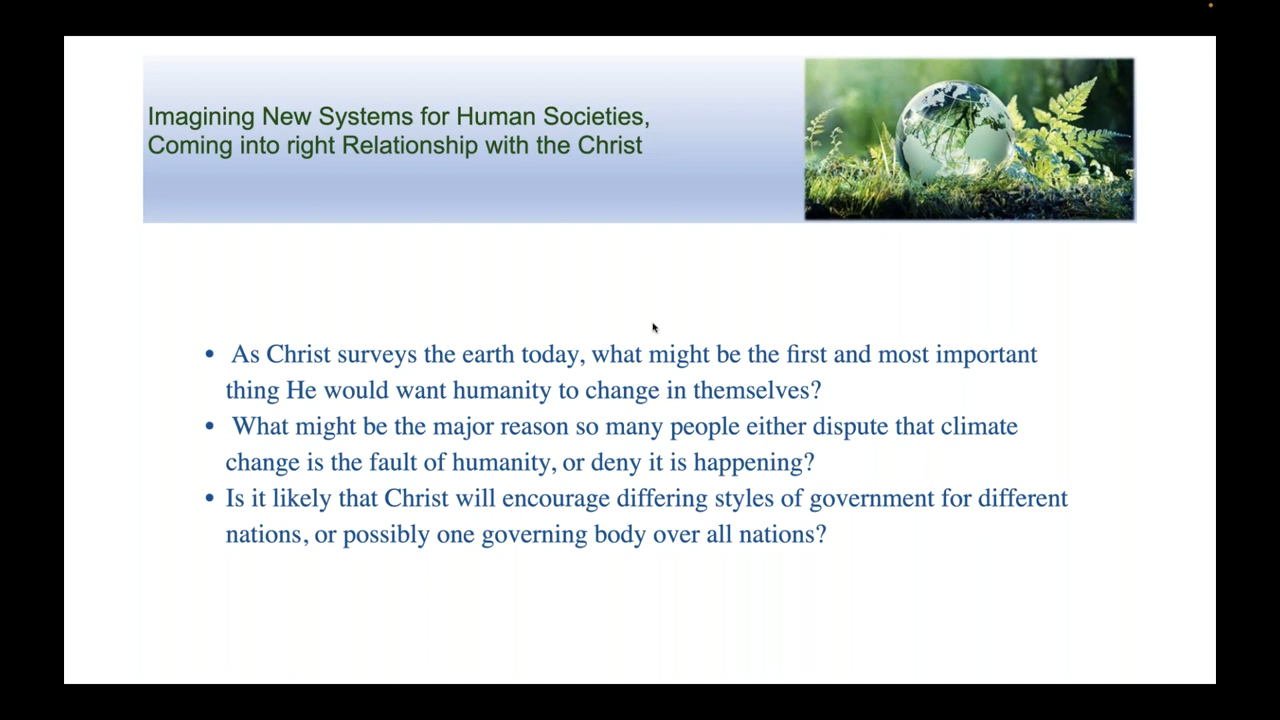 Imagining New Systems for Human Societies,
Coming into right Relationship with the Christ
• As Christ surveys the earth today, what might be the first and most important
thing He would want humanity to change in themselves?
• What might be the major reason so many people either dispute that climate
change is the fault of humanity, or deny it is happening?
• Is it likely that Christ will encourage differing styles of government for different
nations, or possibly one governing body over all nations?